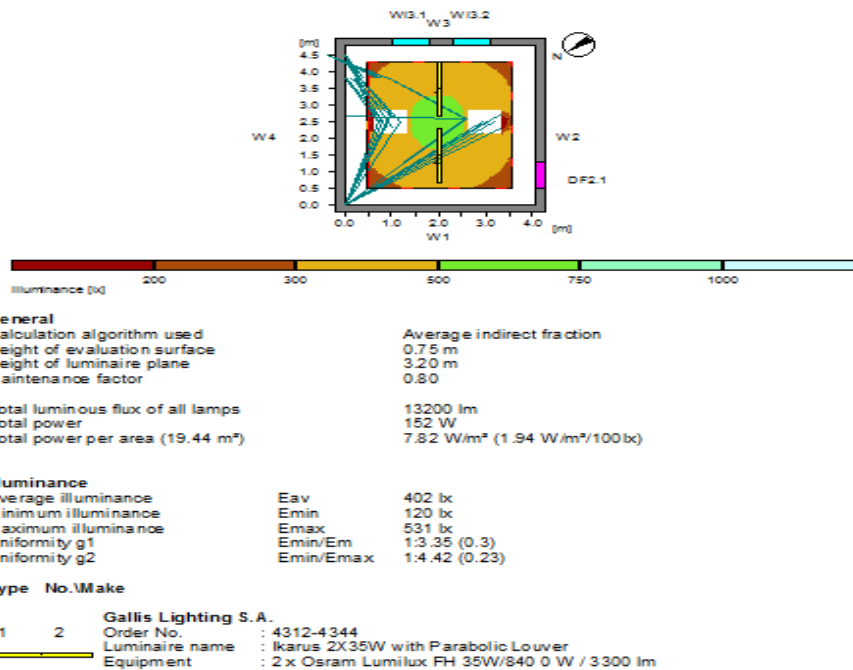 WI3.1 WI3.2
W3
[m]
4.5
4.0
3.5
3.0
2.5
2.0
1.5
1.0
0.5
0.0
N
W4
W2
DF2.1
0.0 1.0 2.0 3.0 4.0 [m]
W1
200 300 500 750 1000
Illuminance [lx]
eneral
alculation algorithm used Average indirect fraction
eight of evaluation surface 0.75 m
eight of luminaire plane 3.20 m
aintenance factor 0.80
otal luminous flux of all lamps 13200 lm
otal power 152 W
otal power per area (19.44 m²) 7.82 W/m² (1.94 W/m²/100lx)
luminance
verage illuminance Eav 402 lx
inimum illuminance Emin 120 lx
aximum illuminance Emax 531 lx
niformity g1 Emin/Em 1:3.35 (0.3)
niformity g2 Emin/Emax 1:4.42 (0.23)
ype No.\Make
Gallis Lighting S.A.
1 2 Order No. : 4312-4344
Luminaire name : Ikarus 2X35W with Parabolic Louver
Equipment : 2 x Osram Lumilux FH 35W/840 0 W / 3300 lm